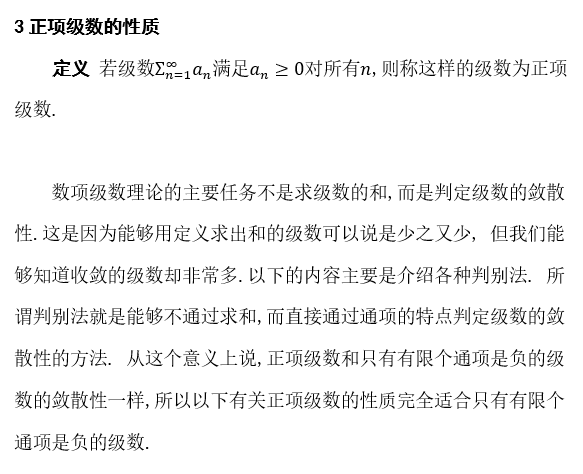 3 正项级数的性质
定义 若级数∑_{n=1}^{∞}a_n满足a_n ≥ 0对所有n,则称这样的级数为正项
级数.
数项级数理论的主要任务不是求级数的和,而是判定级数的敛散
性.这是因为能够用定义求出和的级数可以说是少之又少, 但我们能
够知道收敛的级数却非常多.以下的内容主要是介绍各种判别法. 所
谓判别法就是能够不通过求和,而直接通过通项的特点判定级数的敛
散性的方法. 从这个意义上说,正项级数和只有有限个通项是负的级
数的敛散性一样,所以以下有关正项级数的性质完全适合只有有限个
通项是负的级数.